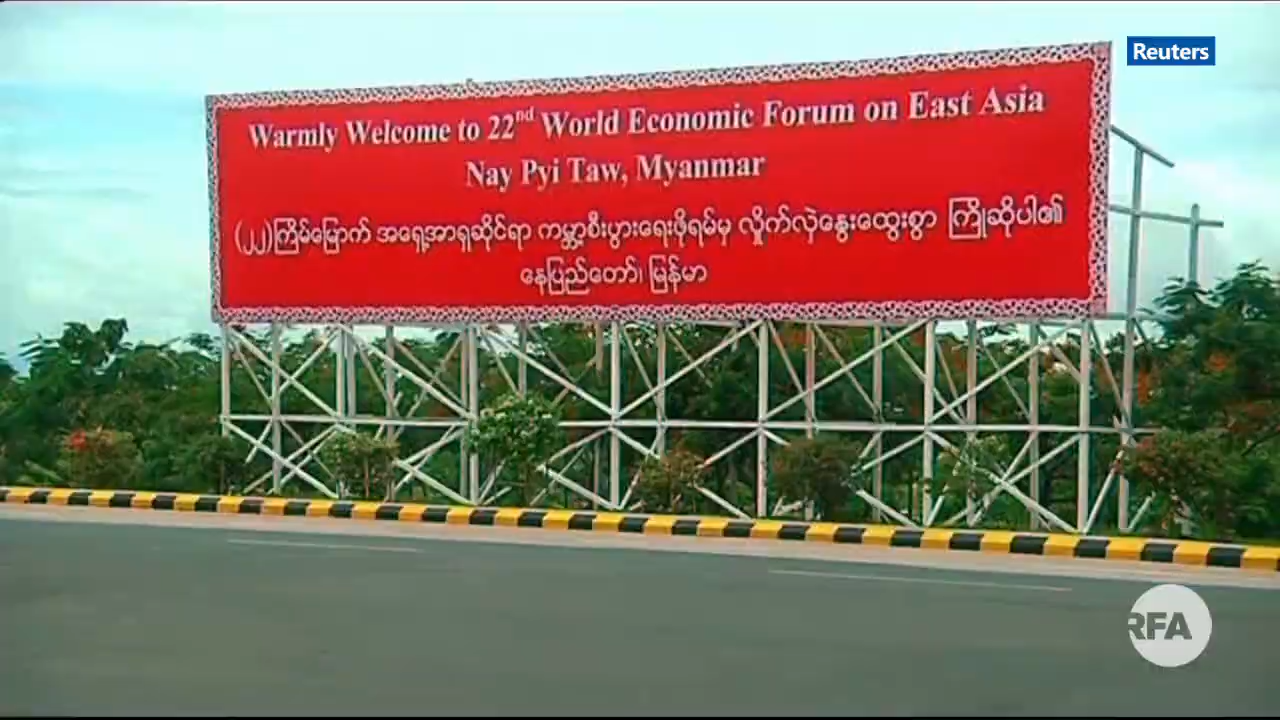 Reuters
Warmly Welcome to 22nd World Economic Forum on East Asia
Nay Pyi Taw, Myanmar
(၂၂)ကြိမ်မြောက် အရှေ့အာရှဆိုင်ရာ ကမ္ဘာ့စီးပွားရေးဖိုရမ်မှ လှိုက်လှဲနွေးထွေးစွာ ကြိုဆိုပါ၏
နေပြည်တော်၊ မြန်မာ
RFA